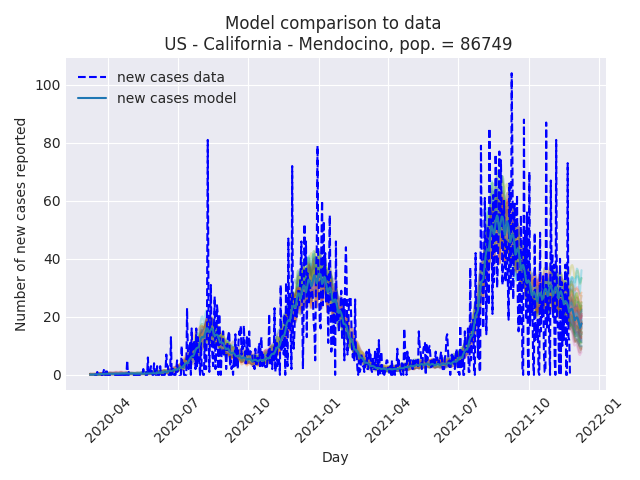 Model comparison to data
US - California - Mendocino, pop. = 86749
new cases data
new cases model
Number of new cases reported
100
80
60
40
20
0
2020-04
2020-07
2020-10
2021-01
2021-04
2021-07
2021-10
2022-01
Day